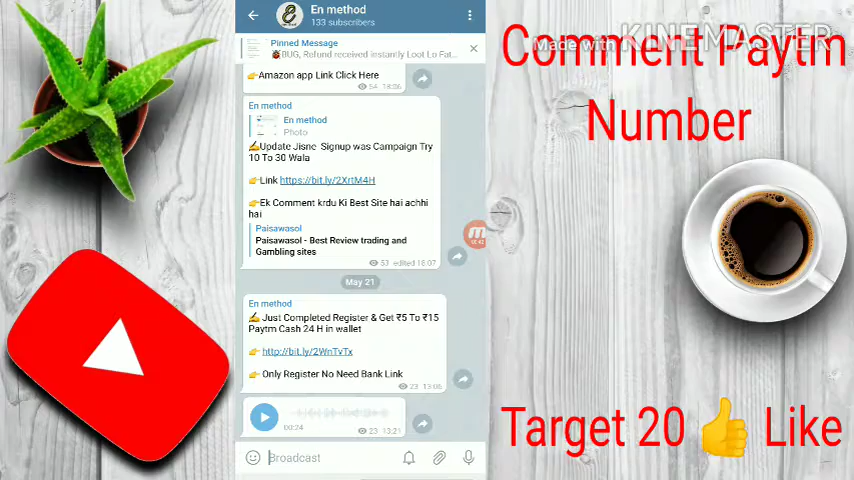 En method
133 subscribers
Pinned Message
🐞BUG, Refund received instantly Loot Lo Fat...
👉Amazon app Link Click Here
54 18:06
En method
En method
Photo
✍Update Jisne Signup was Campaign Try
10 To 30 Wala
👉Link https://bit.ly/2XrtM4H
👉Ek Comment krdu Ki Best Site hai achhi
hai
Paisawasol
Paisawasol - Best Review trading and
Gambling sites
53 edited 18:07
May 21
En method
✍Just Completed Register & Get ₹5 To ₹15
Paytm Cash 24 H in wallet
👉 http://bit.ly/2WnTvTx
👉 Only Register No Need Bank Link
23 13:06
00:24
23 13:21
Broadcast
Made with KINEMASTER
Comment Paytm
Number
Target 20 👍 Like